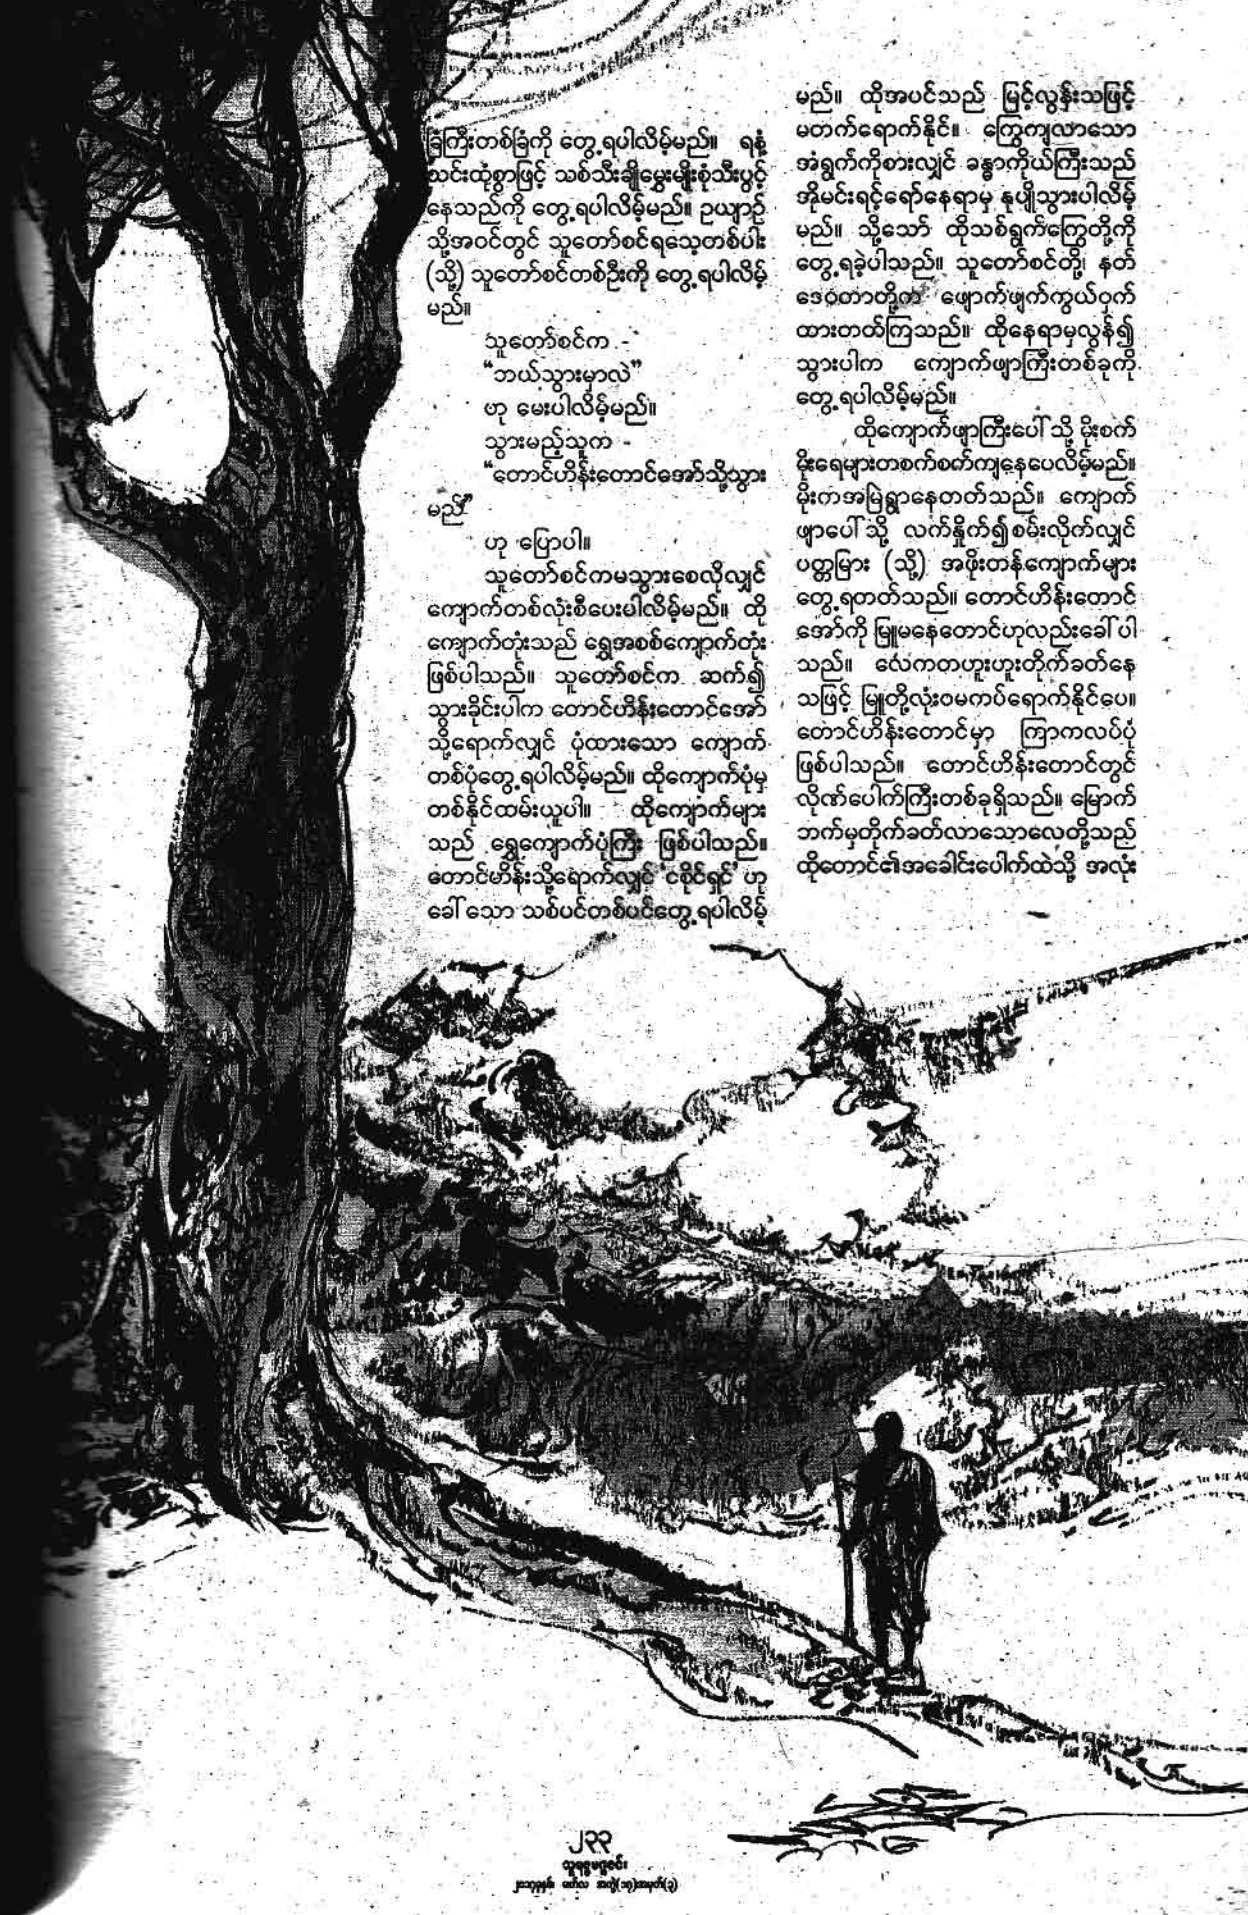 ခြံကြီးတစ်ခြံကို တွေ့ရပါလိမ့်မည်။ ရနံ့
သင်းထုံစွာဖြင့် သစ်သီးချိုမွှေးမျိုးစုံသီးပွင့်
နေသည်ကို တွေ့ရပါလိမ့်မည်။ ဥယျာဉ်
သို့အဝင်တွင် သူတော်စင်ရသေ့တစ်ပါး
(သို့) သူတော်စင်တစ်ဦးကို တွေ့ရပါလိမ့်
မည်။
သူတော်စင်က -
“ဘယ်သွားမှာလဲ”
ဟု မေးပါလိမ့်မည်။
သွားမည့်သူက -
“တောင်ဟိန်းတောင်အော်သို့သွား
မည်”
ဟု ပြောပါ။
သူတော်စင်ကမသွားစေလိုလျှင်
ကျောက်တစ်လုံးစီပေးပါလိမ့်မည်။ ထို
ကျောက်တုံးသည် ရွှေအစစ်ကျောက်တုံး
ဖြစ်ပါသည်။ သူတော်စင်က ဆက်၍
သွားခိုင်းပါက တောင်ဟိန်းတောင်အော်
သို့ရောက်လျှင် ပုံထားသော ကျောက်
တစ်ပုံတွေ့ရပါလိမ့်မည်။ ထိုကျောက်ပုံမှ
တစ်နိုင်ထမ်းယူပါ။ ထိုကျောက်များ
သည် ရွှေကျောက်ပုံကြီး ဖြစ်ပါသည်။
တောင်ဟိန်းသို့ရောက်လျှင် ‘ငစိုင်ရှင်’ ဟု
ခေါ်သော သစ်ပင်တစ်ပင်တွေ့ရပါလိမ့်
မည်။ ထိုအပင်သည် မြင့်လွန်းသဖြင့်
မတက်ရောက်နိုင်။ ကြွေကျလာသော
အံရွက်ကိုစားလျှင် ခန္ဓာကိုယ်ကြီးသည်
အိုမင်းရင့်ရော်နေရာမှ နုပျိုသွားပါလိမ့်
မည်။ သို့သော် ထိုသစ်ရွက်ကြွေတို့ကို
တွေ့ရခဲ့ပါသည်။ သူတော်စင်တို့၊ နတ်
ဒေဝတာတို့က ဖျောက်ဖျက်ကွယ်ဝှက်
ထားတတ်ကြသည်။ ထိုနေရာမှလွန်၍
သွားပါက ကျောက်ဖျာကြီးတစ်ခုကို
တွေ့ရပါလိမ့်မည်။
ထိုကျောက်ဖျာကြီးပေါ်သို့ မိုးစက်
မိုးရေများတစက်စက်ကျနေပေလိမ့်မည်။
မိုးကအမြဲရွာနေတတ်သည်။ ကျောက်
ဖျာပေါ်သို့ လက်နှိုက်၍စမ်းလိုက်လျှင်
ပတ္တမြား (သို့) အဖိုးတန်ကျောက်များ
တွေ့ရတတ်သည်။ တောင်ဟိန်းတောင်
အော်ကို မြူမနေတောင်ဟုလည်းခေါ်ပါ
သည်။ လေကတဟူးဟူးတိုက်ခတ်နေ
သဖြင့် မြူတို့လုံးဝမကပ်ရောက်နိုင်ပေ။
တောင်ဟိန်းတောင်မှာ ကြာကလပ်ပုံ
ဖြစ်ပါသည်။ တောင်ဟိန်းတောင်တွင်
လိုဏ်ပေါက်ကြီးတစ်ခုရှိသည်။ မြောက်
ဘက်မှတိုက်ခတ်လာသောလေတို့သည်
ထိုတောင်၏အခေါင်းပေါက်ထဲသို့ အလုံး
၂၃၃